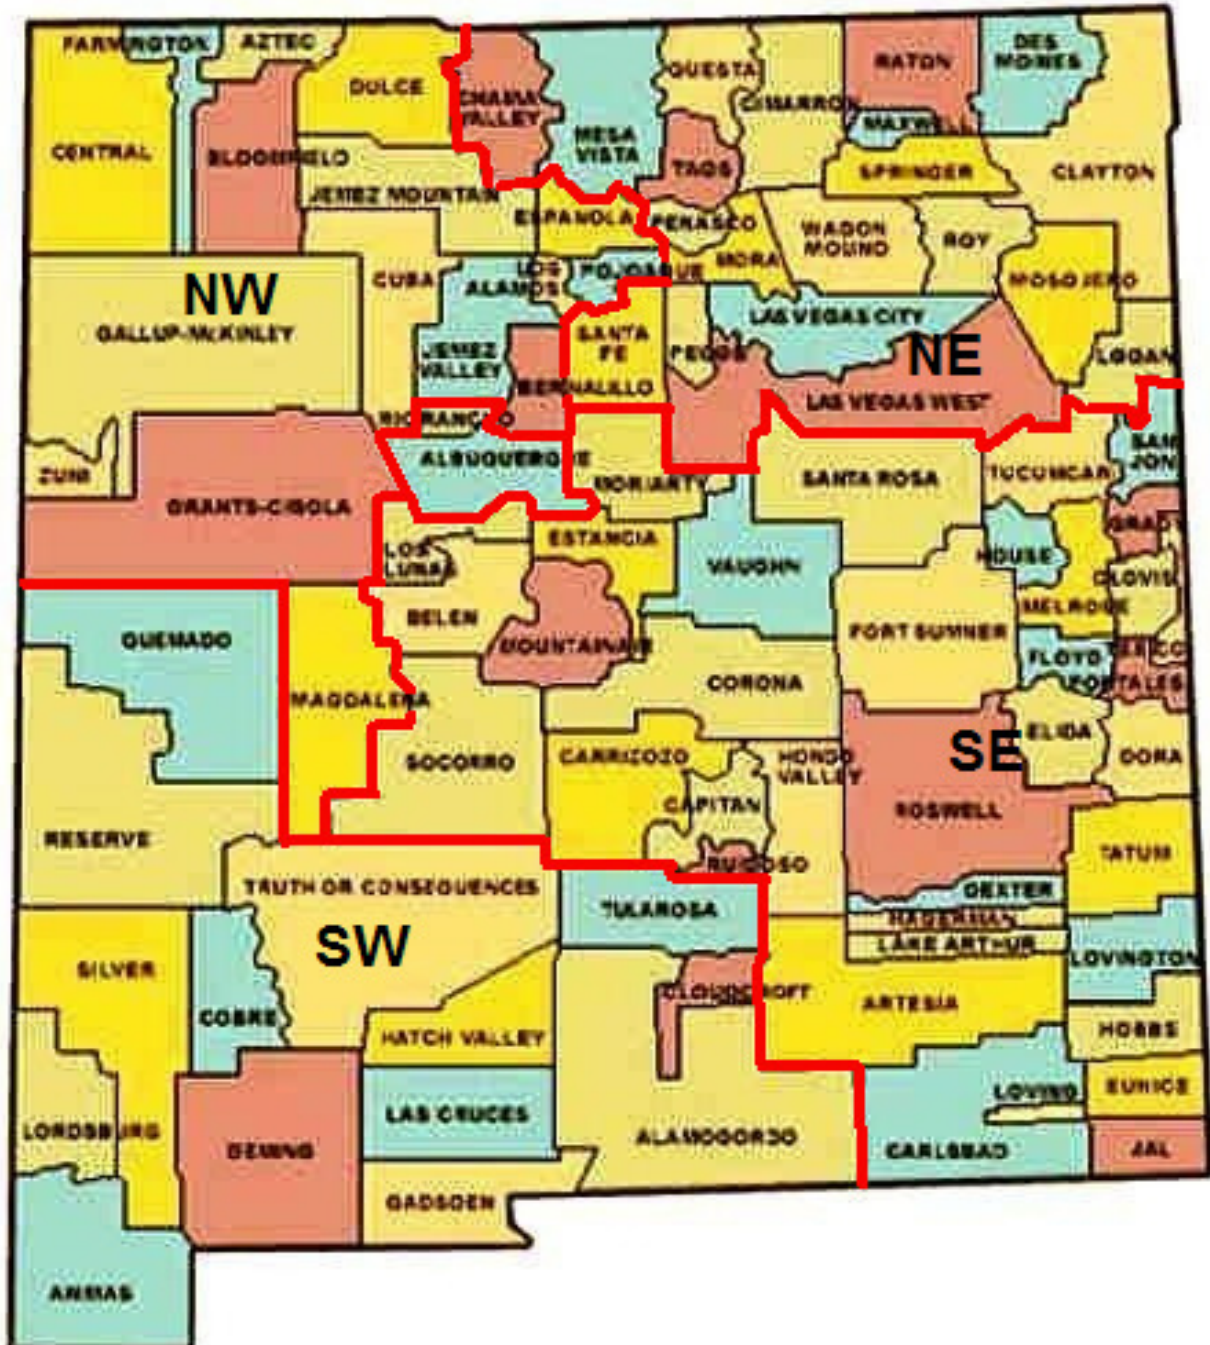 FARMINGTON
AZTEC
DULCE
CHAMA
VALLEY
MESA
VISTA
QUESTA
CIMARRON
RATON
DES
MOINES
MAXWELL
CENTRAL
BLOOMFIELD
JEMEZ MOUNTAIN
TAOS
SPRINGER
CLAYTON
ESPANOLA
PENASCO
WAGON
MOUND
ROY
MORA
MOSQUERO
NW
GALLUP-McKINLEY
CUBA
LOS
ALAMOS
POJOAQUE
LAS VEGAS CITY
JEMEZ
VALLEY
SANTA
FE
PECOS
NE
LOGAN
BERNALILLO
LAS VEGAS WEST
RIO RANCHO
ZUNI
ALBUQUERQUE
MORIARTY
SANTA ROSA
TUCUMCARI
SAN
JON
GRANTS-CIBOLA
LOS
LUNAS
ESTANCIA
VAUGHN
HOUSE
GRADY
CLOVIS
MELROSE
BELEN
QUEMADO
MOUNTAINAIR
FORT SUMNER
FLOYD
TEXICO
PORTALES
MAGDALENA
CORONA
ELIDA
DORA
SOCORRO
CARRIZOZO
HONDO
VALLEY
SE
CAPITAN
ROSWELL
RESERVE
RUIDOSO
TATUM
TRUTH OR CONSEQUENCES
DEXTER
TULAROSA
HAGERMAN
LAKE ARTHUR
LOVINGTON
SW
SILVER
CLOUDCROFT
ARTESIA
COBRE
HATCH VALLEY
HOBBS
LOVING
EUNICE
LORDSBURG
LAS CRUCES
ALAMOGORDO
CARLSBAD
JAL
DEMING
GADSDEN
ANIMAS